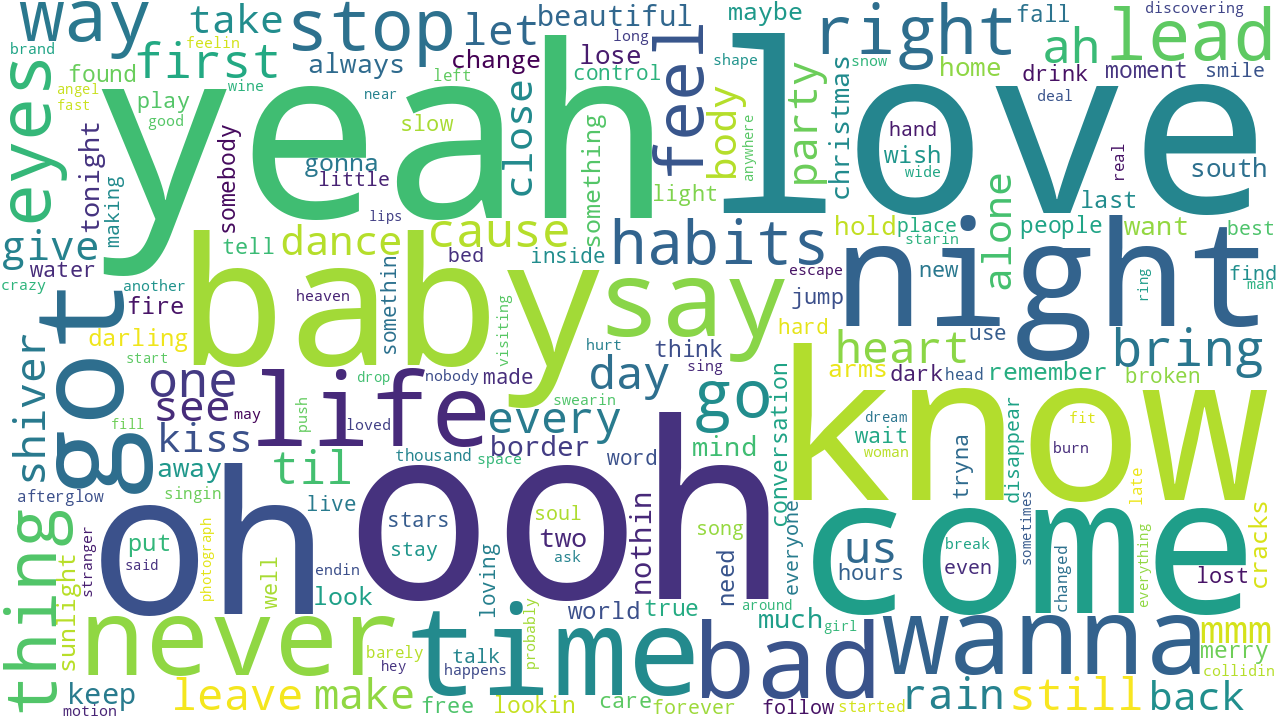 way take stop let beautiful long feel maybe right fall discovering
brand feelin first always change lose ah lead
eyes found wine yeah left control shape love snow home drink moment smile
angel fast play good near close body party christmas deal
tonight somebody gonna slow something anywhere hand wish wide real south
making little lips light alone last
give tell dance cause habits hold place starin people want best
water bed inside escape night new find
crazy another heaven somethin baby visiting say jump ring man
got fire darling hurt think hard use bring
shiver start drop nobody made sing heart arms dark head remember broken
one life day go conversation know dream fit
see may push loved swearin every
fill kiss border word mind wait woman tryna disappear burn
away til thousand space
afterglow singin oh live ooh stars soul nothin song everyone come sometimes late cracks
thing stranger put said photograph well endin stay two ask need us hours break even changed everything lost
sunlight look loving world true around
never time probably much girl bad wanna mmm
barely hey talk happens merry collidin
keep leave make free lookin care forever follow started rain still back
motion